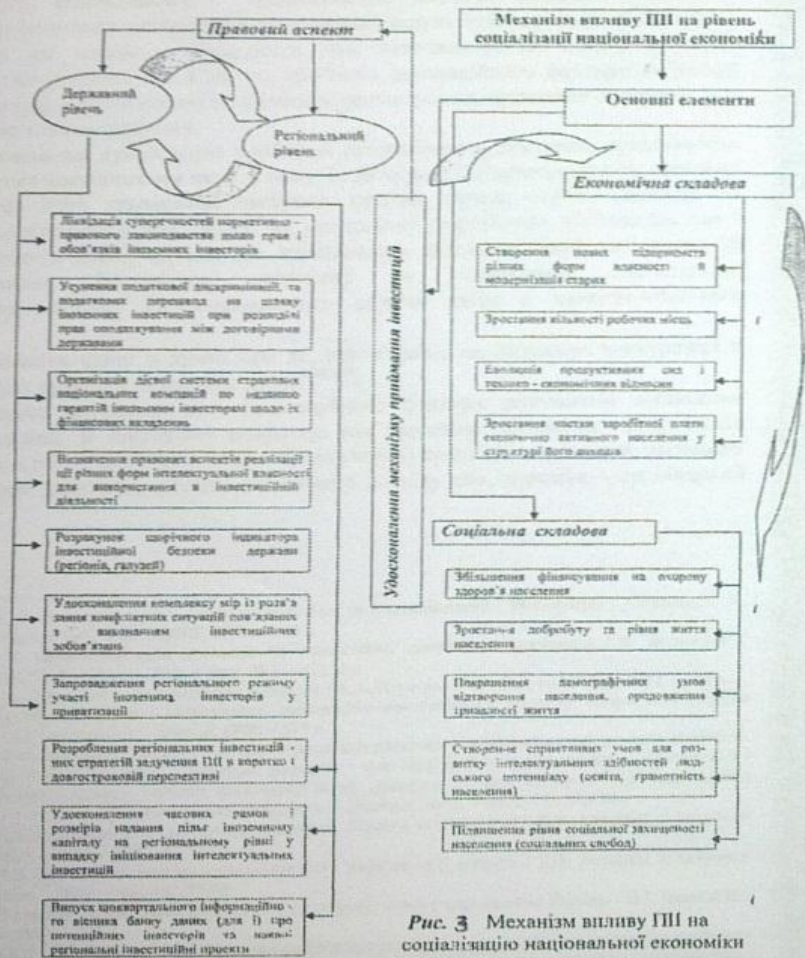 Правовий аспект
Державний
рівень
Регіональний
рівень
Ліквідація суперечностей нормативно -
правового законодавства щодо прав і
обов'язків іноземних інвесторів
Усунення податкової дискримінації, та
податкових перешкод на шляху
іноземних інвестицій при розподілі
прав оподаткування між договірними
державами
Організація дієвої системи страхових
національних компаній по наданню
гарантій іноземним інвесторам щодо їх
фінансових вкладень
Визначення правових аспектів реалізації
ції різних форм інтелектуальної власності
для використання в інвестиційній
діяльності
Розрахунок щорічного індикатора
інвестиційної безпеки держави
(регіонів, галузей)
Удосконалення комплексу мір із розв'я
зання конфліктних ситуацій пов'язаних
з виконанням інвестиційних
зобов'язань
Запровадження регіонального режиму
участі іноземних інвесторів у
приватизації
Розроблення регіональних інвестицій -
них стратегій залучення ПІІ в коротко і
довгостроковій перспективі
Удосконалення часових рамок і
розмірів надання пільг іноземному
капіталу на регіональному рівні у
випадку ініціювання інтелектуальних
інвестицій
Випуск щоквартального інформаційно -
го вісника банку даних (для і) про
потенційних інвесторів та наявні
регіональні інвестиційні проекти
Удосконалення механізму приймання інвестицій
Механізм впливу ПІІ на рівень
соціалізації національної економіки
Основні елементи
Економічна складова
Створення нових підприємств
різних форм власності й
модернізація старих
Зростання кількості робочих місць
Еволюція продуктивних сил і
техніко - економічних відносин
Зростання частки заробітної плати
економічно активного населення у
структурі його доходів
Соціальна складова
Збільшення фінансування на охорону
здоров'я населення
Зростання добробуту та рівня життя
населення
Покращення демографічних умов
відтворення населення, продовження
тривалості життя
Створення сприятливих умов для роз-
витку інтелектуальних здібностей люд-
ського потенціалу (освіта, грамотність
населення)
Підвищення рівня соціальної захищеності
населення (соціальних свобод)
Рис. 3 Механізм впливу ПІІ на
соціалізацію національної економіки